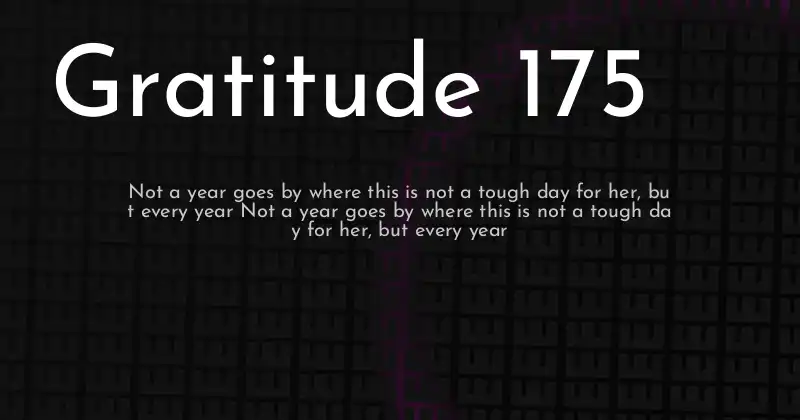 Gratitude 175
Not a year goes by where this is not a tough day for her, bu
t every year Not a year goes by where this is not a tough da
y for her, but every year